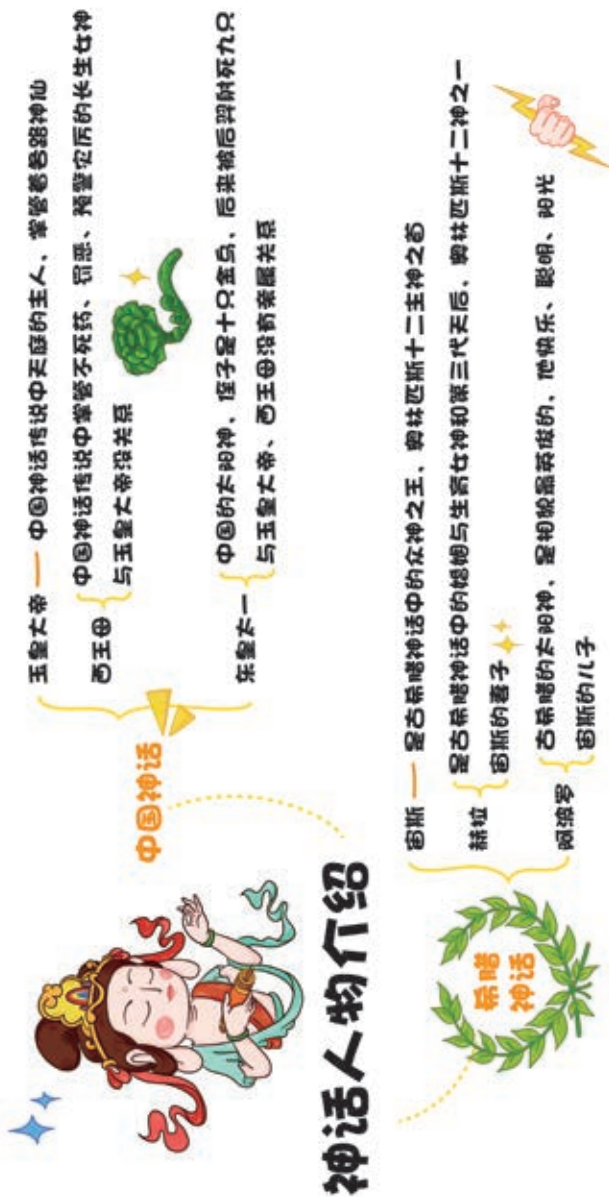 神话人物介绍
中国神话
玉皇大帝 — 中国神话传说中天庭的主人，掌管着各路神仙
西王母
中国神话传说中掌管不死药、罚恶、预警灾厉的长生女神
与玉皇大帝没关系
东皇太一
中国的太阳神，侄子是十只金乌，后来被后羿射死九只
与玉皇大帝、西王母没有亲属关系
希腊
神话
宙斯 — 是古希腊神话中的众神之王，奥林匹斯十二主神之首
赫拉
是古希腊神话中的婚姻与生育女神和第三代天后，奥林匹斯十二神之一
宙斯的妻子
阿波罗
古希腊的太阳神，是相貌最英俊的，他快乐、聪明、阳光
宙斯的儿子